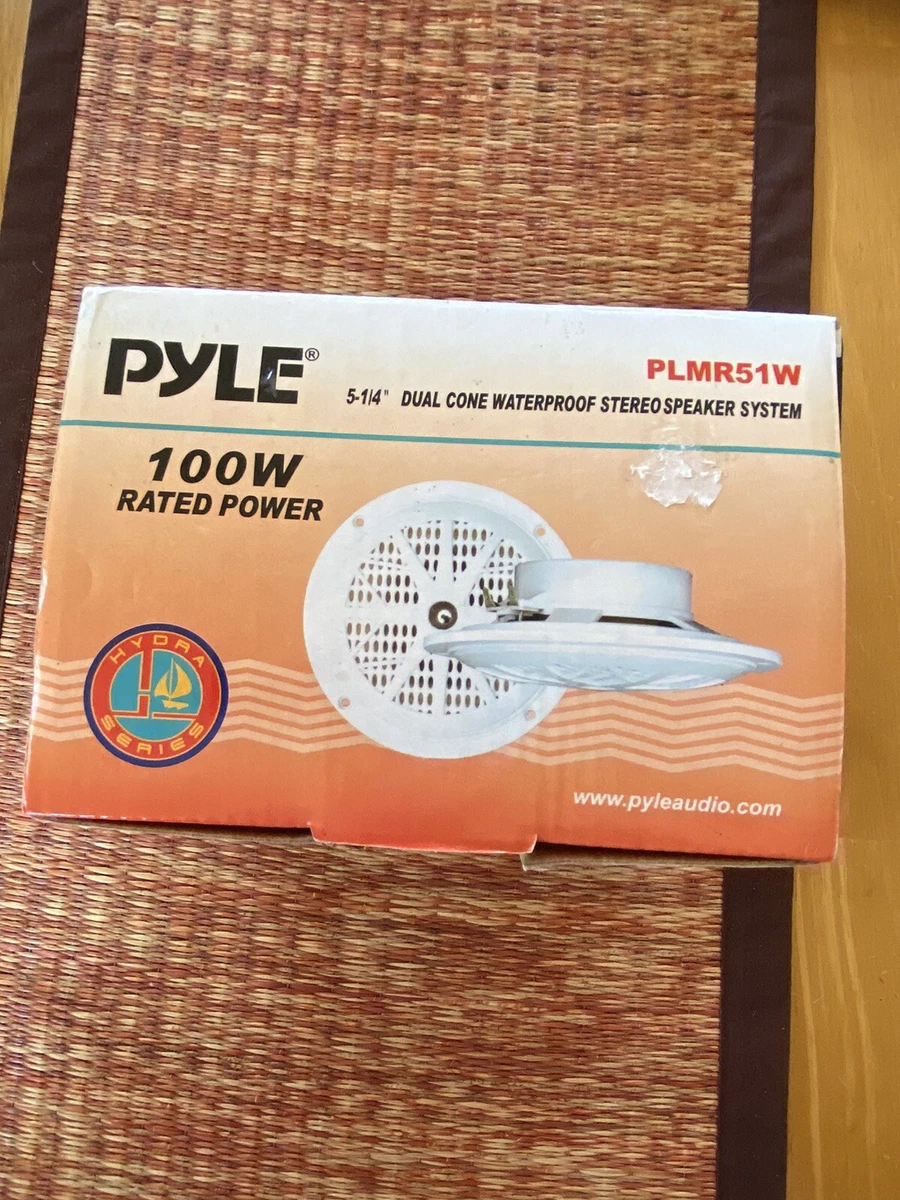 PYLE®
PLMR51W
5-1/4" DUAL CONE WATERPROOF STEREO SPEAKER SYSTEM
100W
RATED POWER
HYDRA
SERIES
www.pyleaudio.com